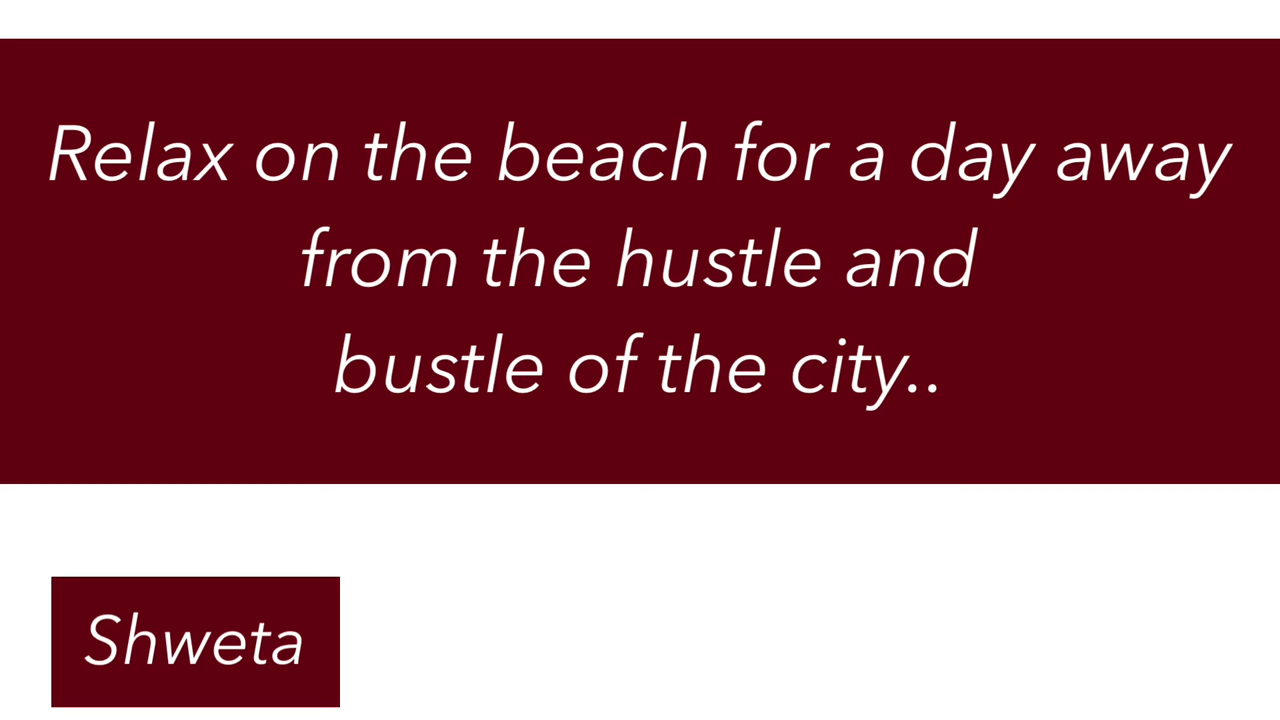 Relax on the beach for a day away
from the hustle and
bustle of the city..
Shweta